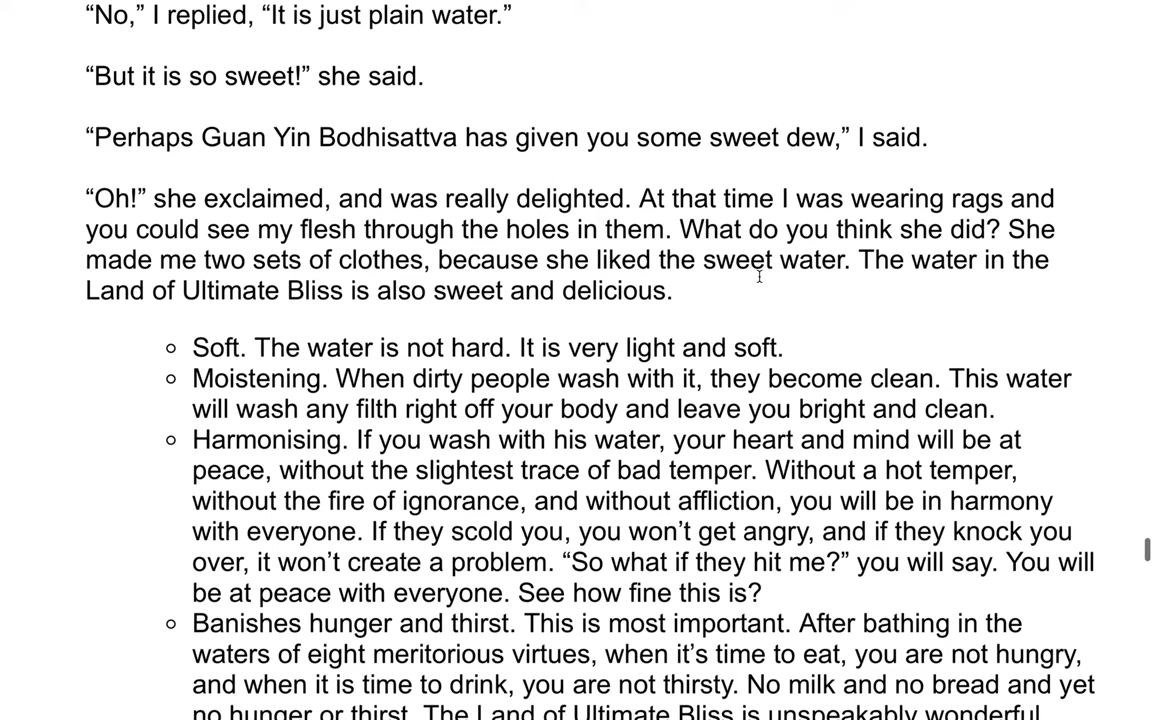 “No,” I replied, “It is just plain water.”
“But it is so sweet!” she said.
“Perhaps Guan Yin Bodhisattva has given you some sweet dew,” I said.
“Oh!” she exclaimed, and was really delighted. At that time I was wearing rags and
you could see my flesh through the holes in them. What do you think she did? She
made me two sets of clothes, because she liked the sweet water. The water in the
Land of Ultimate Bliss is also sweet and delicious.
◦ Soft. The water is not hard. It is very light and soft.
◦ Moistening. When dirty people wash with it, they become clean. This water
will wash any filth right off your body and leave you bright and clean.
◦ Harmonising. If you wash with his water, your heart and mind will be at
peace, without the slightest trace of bad temper. Without a hot temper,
without the fire of ignorance, and without affliction, you will be in harmony
with everyone. If they scold you, you won’t get angry, and if they knock you
over, it won’t create a problem. “So what if they hit me?” you will say. You will
be at peace with everyone. See how fine this is?
◦ Banishes hunger and thirst. This is most important. After bathing in the
waters of eight meritorious virtues, when it’s time to eat, you are not hungry,
and when it is time to drink, you are not thirsty. No milk and no bread and yet
no hunger or thirst. The Land of Ultimate Bliss is unspeakably wonderful.